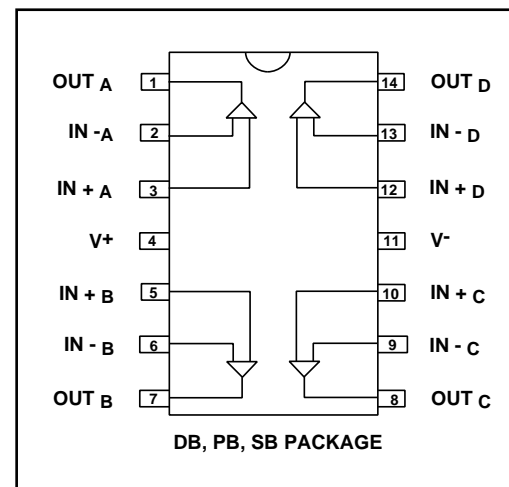 OUT A 1 14 OUT D
IN -A 2 13 IN - D
IN + A 3 12 IN + D
V+ 4 11 V-
IN + B 5 10 IN + C
IN - B 6 9 IN - C
OUT B 7 8 OUT C
DB, PB, SB PACKAGE